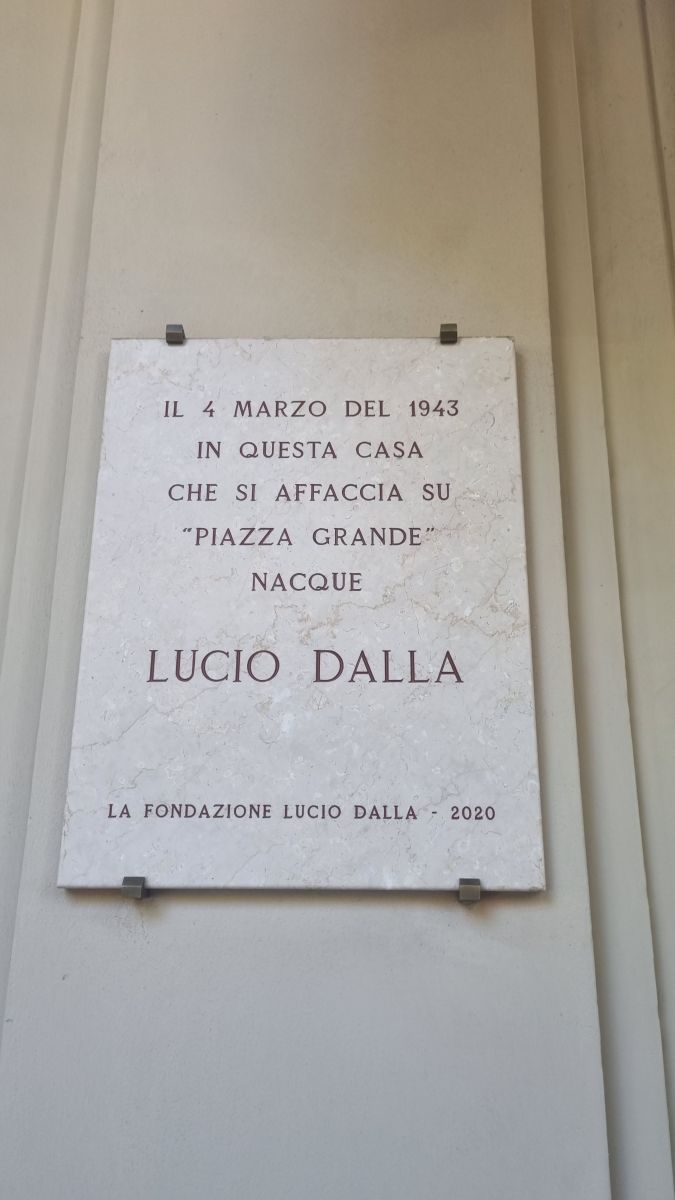 IL 4 MARZO DEL 1943
IN QUESTA CASA
CHE SI AFFACCIA SU
“PIAZZA GRANDE”
NACQUE
LUCIO DALLA
LA FONDAZIONE LUCIO DALLA - 2020